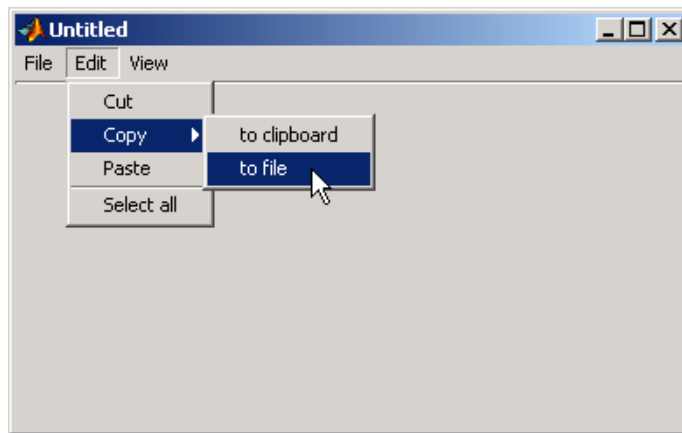 Untitled
File Edit View
Cut
Copy to clipboard
Paste to file
Select all